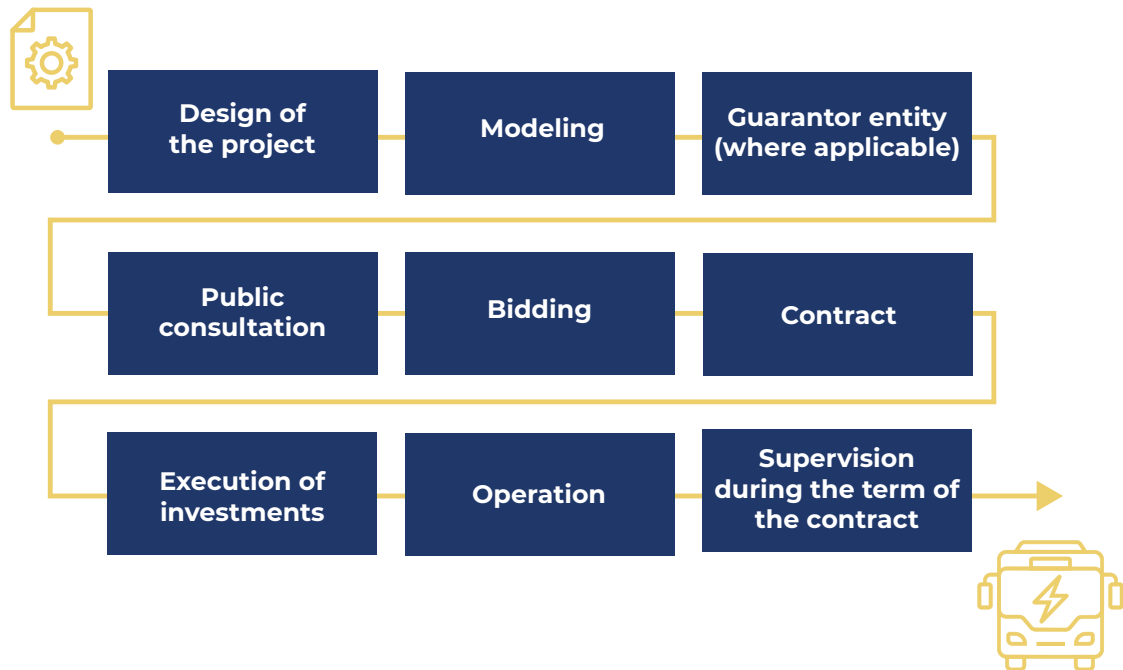 Design of
the project
Modeling
Guarantor entity
(where applicable)
Public
consultation
Bidding
Contract
Execution of
investments
Operation
Supervision
during the term of
the contract